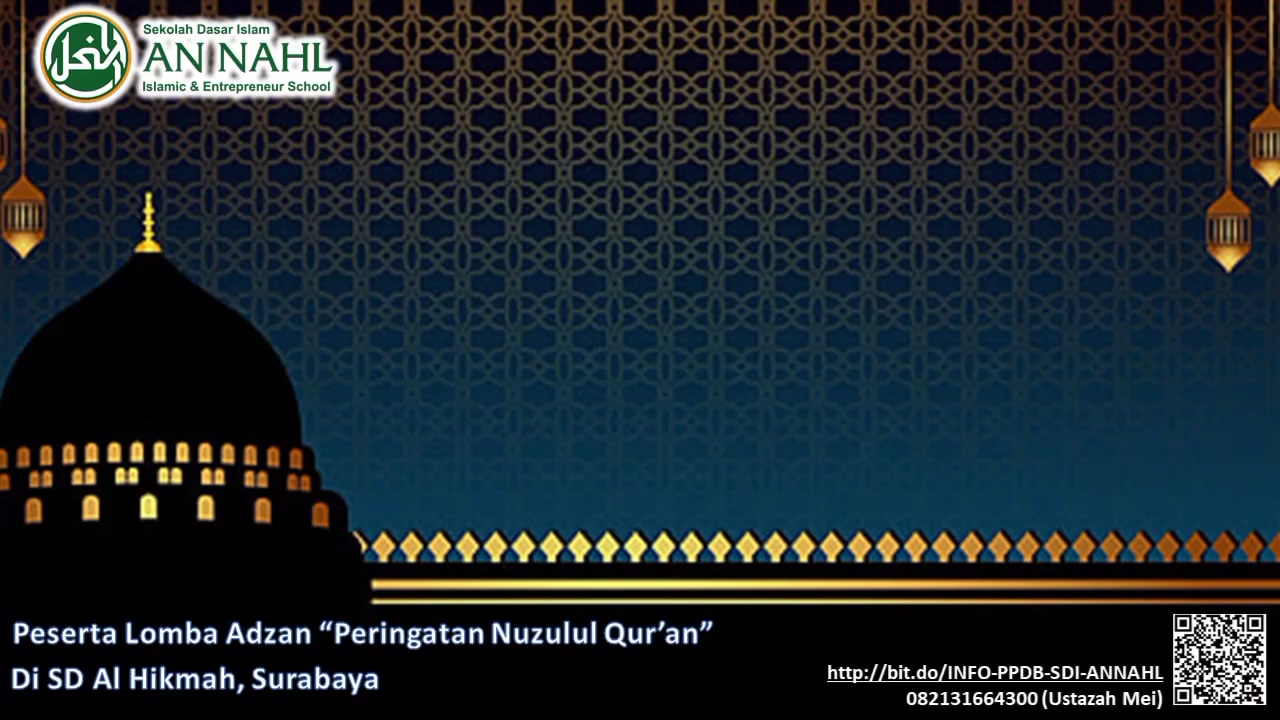 Sekolah Dasar Islam
AN NAHL
Islamic & Entrepreneur School
Peserta Lomba Adzan “Peringatan Nuzulul Qur’an”
Di SD Al Hikmah, Surabaya
http://bit.do/INFO-PPDB-SDI-ANNAHL
082131664300 (Ustazah Mei)